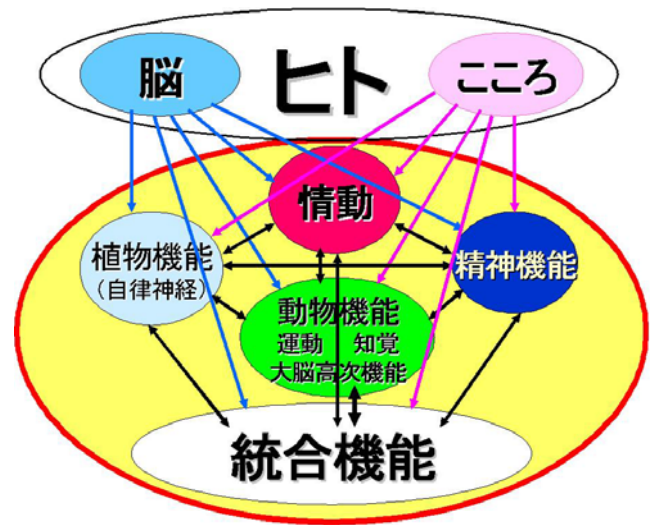 脳
ヒト
こころ
情動
植物機能
（自律神経）
精神機能
動物機能
運動　知覚
大脳高次機能
統合機能